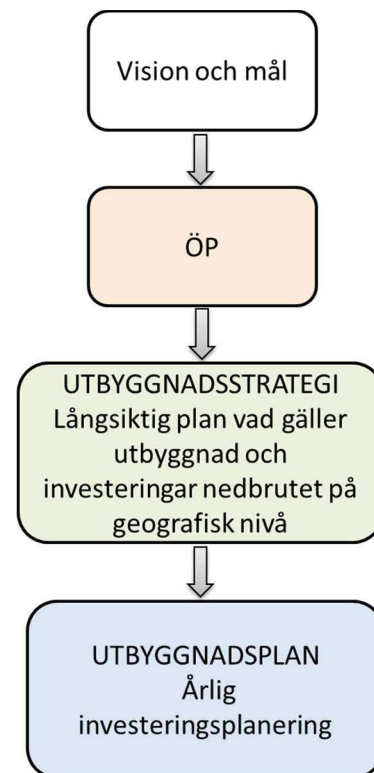 Vision och mål
ÖP
UTBYGGNADSSTRATEGI
Långsiktig plan vad gäller
utbyggnad och
investeringar nedbrutet på
geografisk nivå
UTBYGGNADSPLAN
Årlig
investeringsplanering